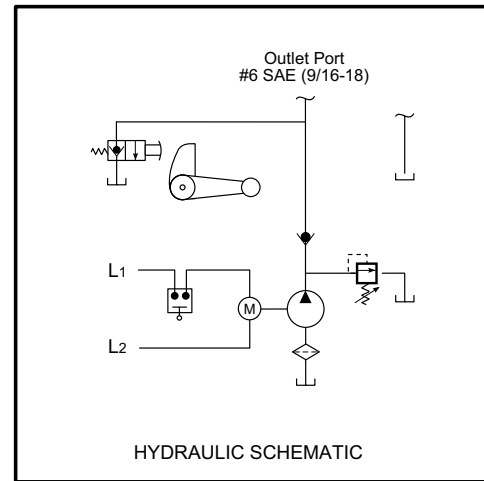 Outlet Port
#6 SAE (9/16-18)
L1
M
L2
HYDRAULIC SCHEMATIC